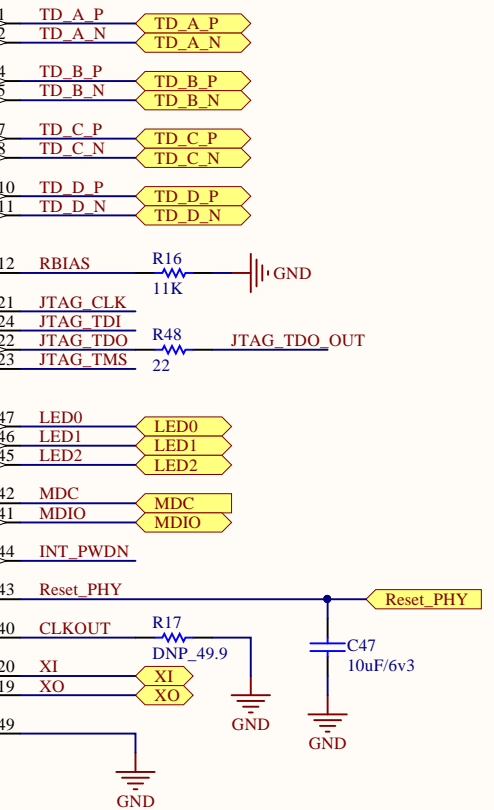 1 TD_A_P TD_A_P
2 TD_A_N TD_A_N
4 TD_B_P TD_B_P
5 TD_B_N TD_B_N
7 TD_C_P TD_C_P
8 TD_C_N TD_C_N
10 TD_D_P TD_D_P
11 TD_D_N TD_D_N
12 RBIAS R16 GND
11K
21 JTAG_CLK
24 JTAG_TDI
22 JTAG_TDO R48 JTAG_TDO_OUT
23 JTAG_TMS 22
47 LED0 LED0
46 LED1 LED1
45 LED2 LED2
42 MDC MDC
41 MDIO MDIO
44 INT_PWDN
43 Reset_PHY Reset_PHY
40 CLKOUT R17
DNP_49.9
C47
10uF/6v3
20 XI XI
19 XO XO
GND
49
GND
GND